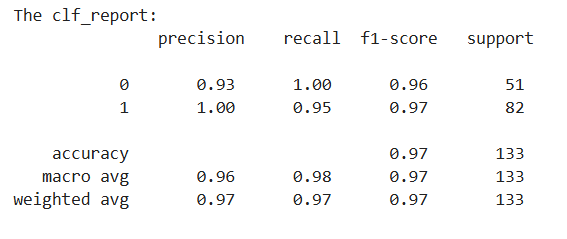 The clf_report:
precision recall f1-score support
0 0.93 1.00 0.96 51
1 1.00 0.95 0.97 82
accuracy 0.97 133
macro avg 0.96 0.98 0.97 133
weighted avg 0.97 0.97 0.97 133